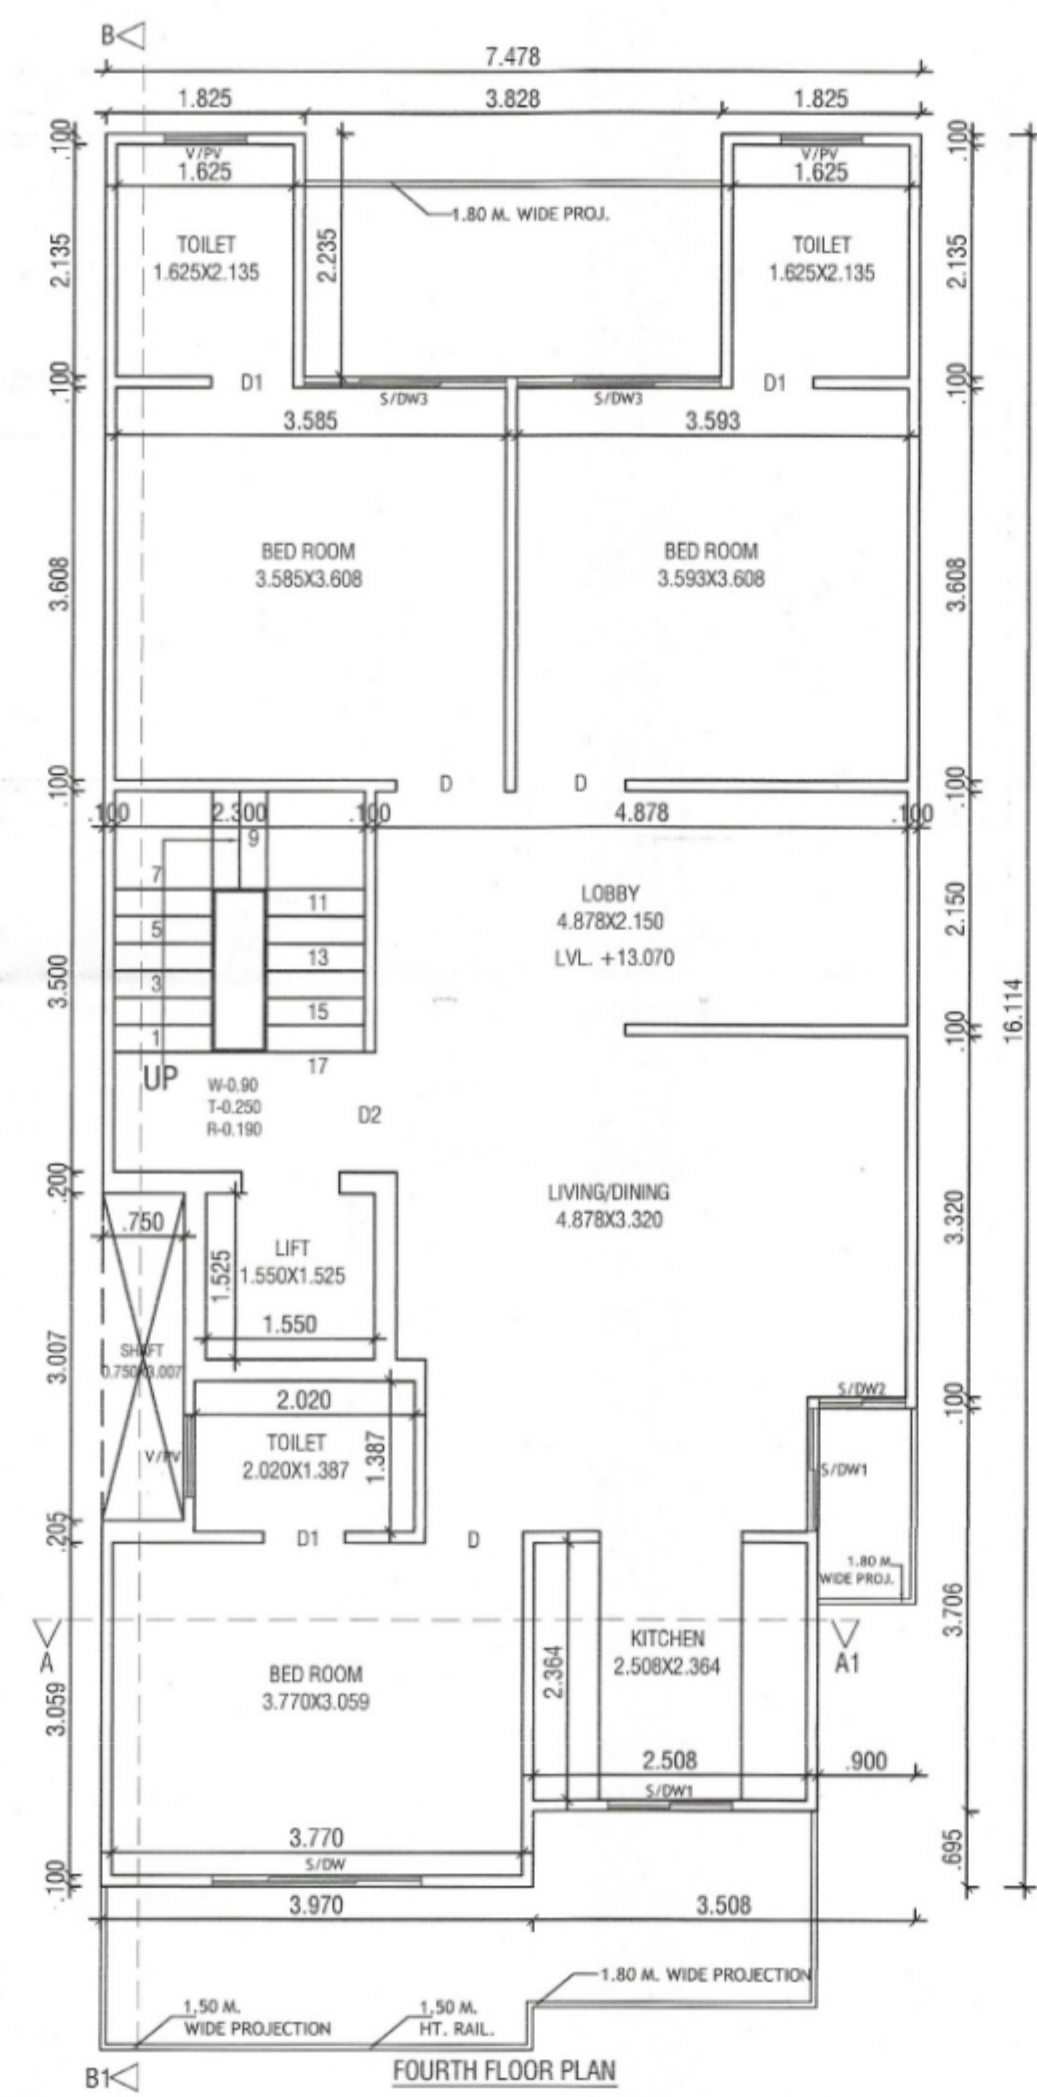 B
7.478
1.825 3.828 1.825
.100 .100
V/PV V/PV
1.625 1.625
1.80 M. WIDE PROJ.
TOILET
1.625X2.135
TOILET
1.625X2.135
2.135 2.235 2.135
.100 D1 D1 .100
S/DW3 S/DW3
3.585 3.593
BED ROOM
3.585X3.608
BED ROOM
3.593X3.608
3.608 3.608
.100 D D .100
.100 2.300 .100 4.878 .100
9
7
11
5
13
3
15
1
17
UP
W-0.90
T-0.250
R-0.190
D2
3.500
LOBBY
4.878X2.150
LVL. +13.070
2.150
.100
16.114
.200
.750
LIFT
1.550X1.525
1.525
1.550
LIVING/DINING
4.878X3.320
3.320
SHAFT
0.750X3.007
3.007
2.020
TOILET
2.020X1.387
1.387
V/PV
S/DW2
.100
S/DW1
.205
D1 D
1.80 M.
WIDE PROJ.
3.706
A A1
KITCHEN
2.508X2.364
2.364
BED ROOM
3.770X3.059
3.059
2.508 .900
S/DW1
3.770
S/DW
.695
.100
3.970 3.508
1.80 M. WIDE PROJECTION
1.50 M.
WIDE PROJECTION
1.50 M.
HT. RAIL.
B1
FOURTH FLOOR PLAN